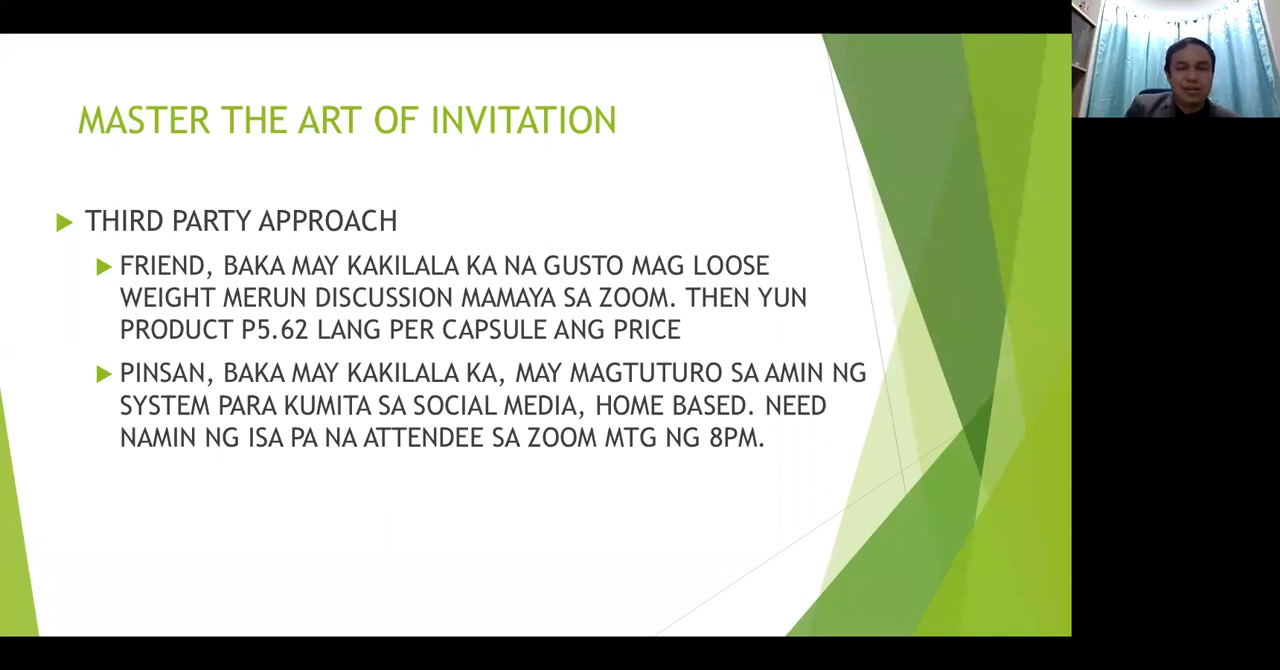 MASTER THE ART OF INVITATION
THIRD PARTY APPROACH
FRIEND, BAKA MAY KAKILALA KA NA GUSTO MAG LOOSE
WEIGHT MERUN DISCUSSION MAMAYA SA ZOOM. THEN YUN
PRODUCT P5.62 LANG PER CAPSULE ANG PRICE
PINSAN, BAKA MAY KAKILALA KA, MAY MAGTUTURO SA AMIN NG
SYSTEM PARA KUMITA SA SOCIAL MEDIA, HOME BASED. NEED
NAMIN NG ISA PA NA ATTENDEE SA ZOOM MTG NG 8PM.